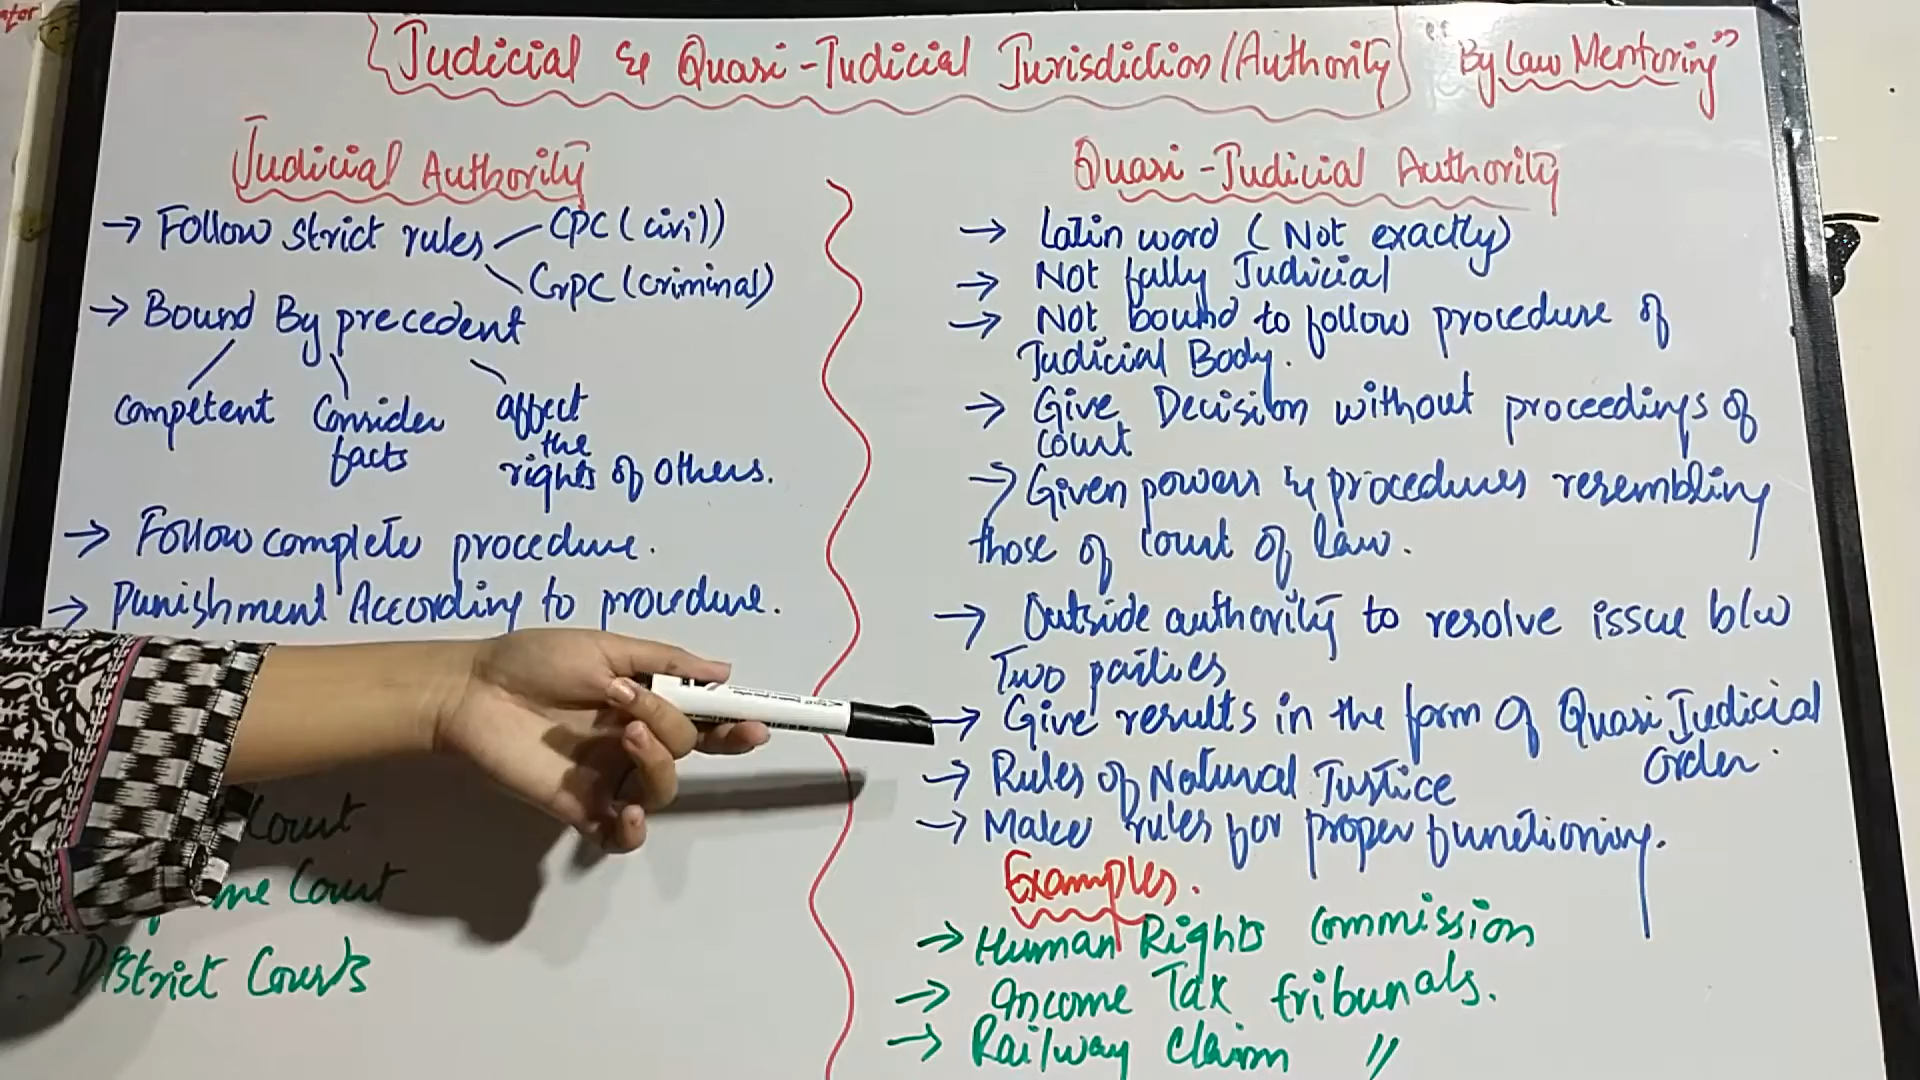 Judicial & Quasi-Judicial Jurisdiction/Authority
"By Law Mentoring"
Judicial Authority
→ Follow strict rules
CPC (civil)
CrPC (criminal)
→ Bound By precedent
competent
Consider
facts
affect
the
rights of others.
→ Follow complete procedure.
→ Punishment According to procedure.
Court
Court
→ District Courts
Quasi-Judicial Authority
→ Latin word (Not exactly)
→ Not fully Judicial
→ Not bound to follow procedure of
Judicial Body.
→ Give Decision without proceedings of
court
→ Given powers & procedures resembling
those of court of law.
→ Outside authority to resolve issue b/w
Two parties
→ Give results in the form of Quasi Judicial
order.
→ Rules of Natural Justice
→ Make rules for proper functioning.
Examples.
→ Human Rights Commission
→ Income Tax tribunals.
→ Railway Claim "